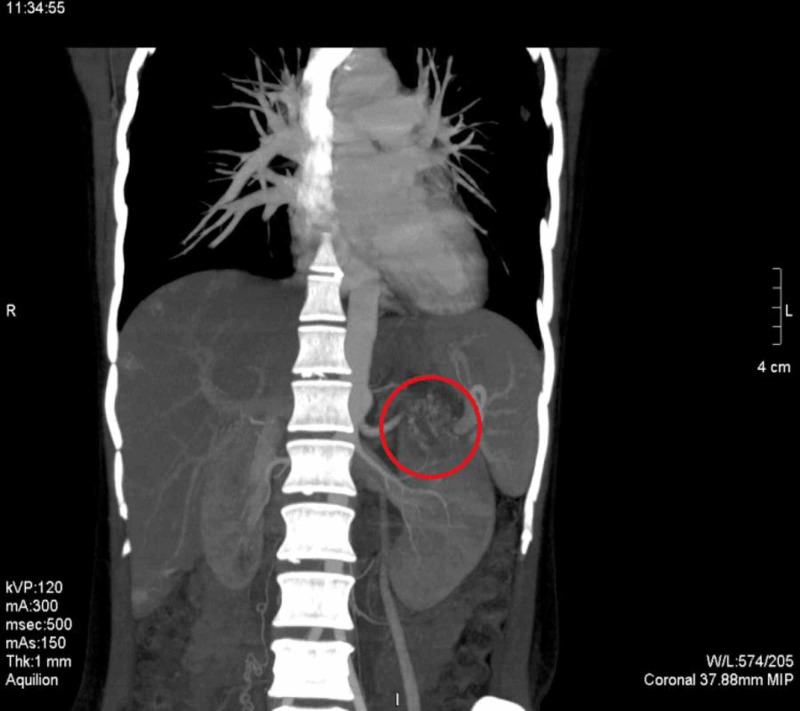 11:34:55
R
L
4 cm
kVP:120
mA:300
msec:500
mAs:150
Thk:1 mm
Aquilion
W/L:574/205
Coronal 37.88mm MIP
I